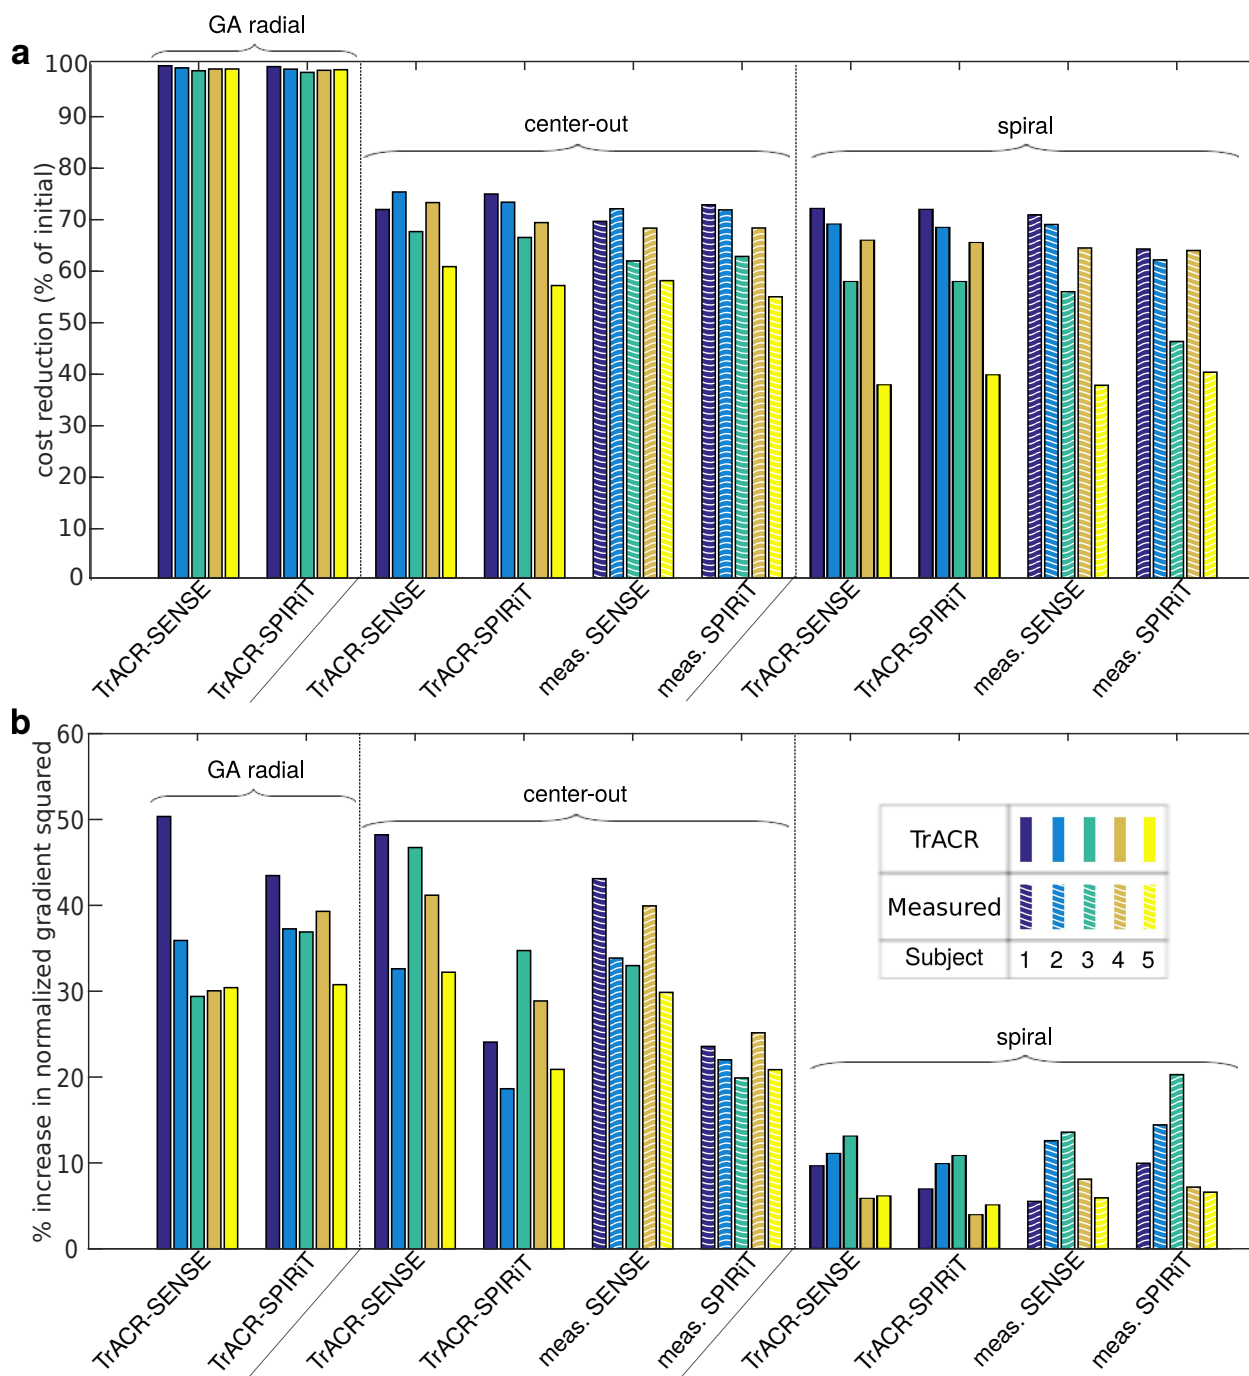 a
GA radial
center-out
spiral
cost reduction (% of initial)
100
90
80
70
60
50
40
30
20
10
0
TrACR-SENSE
TrACR-SPIRiT
TrACR-SENSE
TrACR-SPIRiT
meas. SENSE
meas. SPIRiT
TrACR-SENSE
TrACR-SPIRiT
meas. SENSE
meas. SPIRiT
b
GA radial
center-out
spiral
% increase in normalized gradient squared
60
50
40
30
20
10
0
TrACR
Measured
Subject 1 2 3 4 5
TrACR-SENSE
TrACR-SPIRiT
TrACR-SENSE
TrACR-SPIRiT
meas. SENSE
meas. SPIRiT
TrACR-SENSE
TrACR-SPIRiT
meas. SENSE
meas. SPIRiT